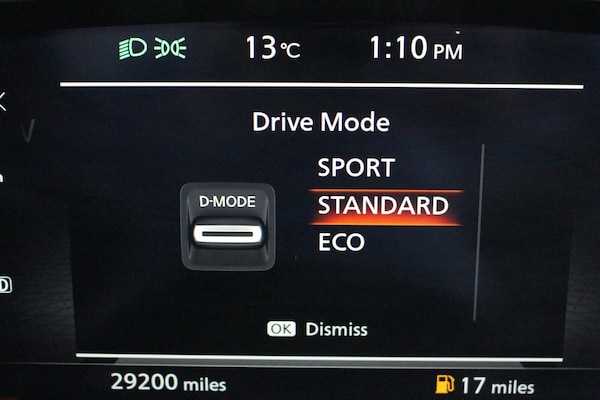 13°C
1:10 PM
Drive Mode
SPORT
D-MODE
STANDARD
ECO
OK Dismiss
29200 miles
17 miles